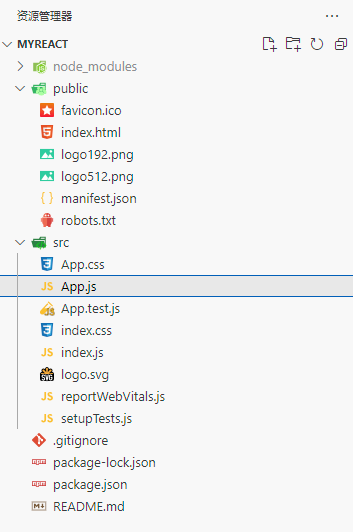 资源管理器
MYREACT
node_modules
public
favicon.ico
index.html
logo192.png
logo512.png
manifest.json
robots.txt
src
App.css
JS App.js
App.test.js
index.css
JS index.js
SVG logo.svg
JS reportWebVitals.js
JS setupTests.js
.gitignore
package-lock.json
package.json
README.md